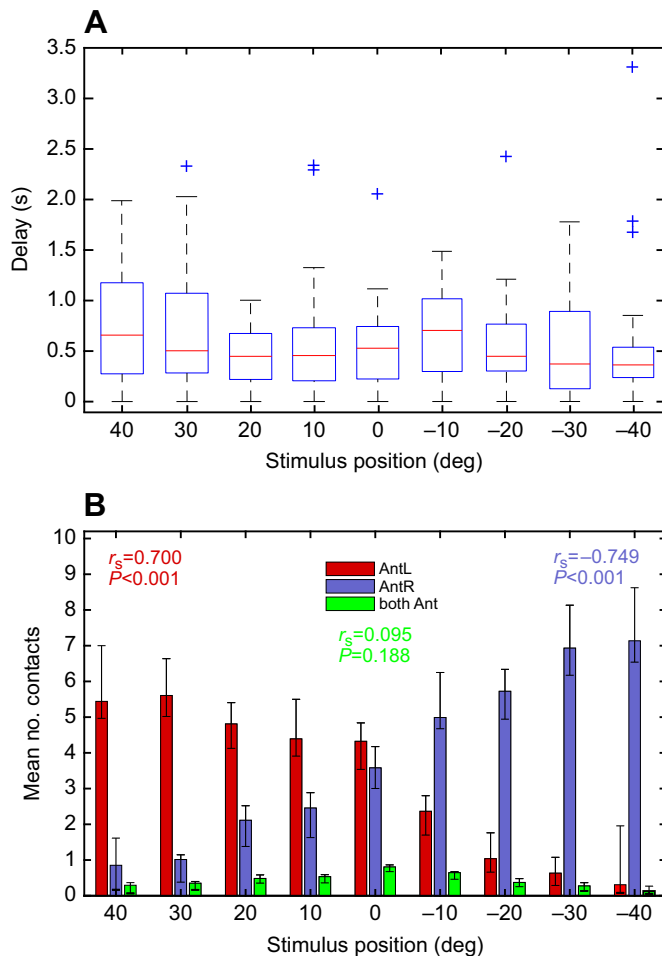 A
3.5
3.0
2.5
2.0
1.5
1.0
0.5
0
Delay (s)
40 30 20 10 0 –10 –20 –30 –40
Stimulus position (deg)
B
10
9
8
7
6
5
4
3
2
1
0
Mean no. contacts
rs=0.700
P<0.001
AntL
AntR
both Ant
rs=0.095
P=0.188
rs=–0.749
P<0.001
40 30 20 10 0 –10 –20 –30 –40
Stimulus position (deg)